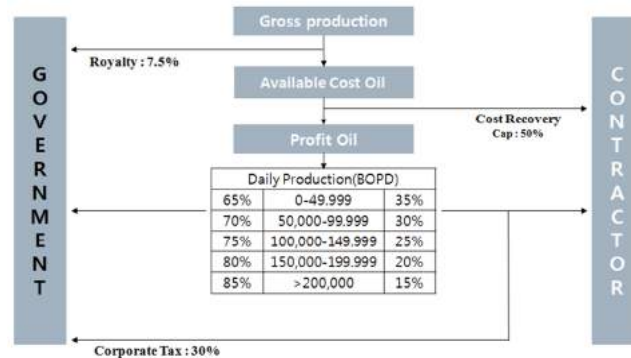 Gross production
Royalty : 7.5%
Available Cost Oil
Cost Recovery
Cap : 50%
Profit Oil
Daily Production(BOPD)
65% 0-49.999 35%
70% 50,000-99.999 30%
75% 100,000-149.999 25%
80% 150,000-199.999 20%
85% >200,000 15%
Corporate Tax : 30%
GOVERNMENT
CONTRACTOR